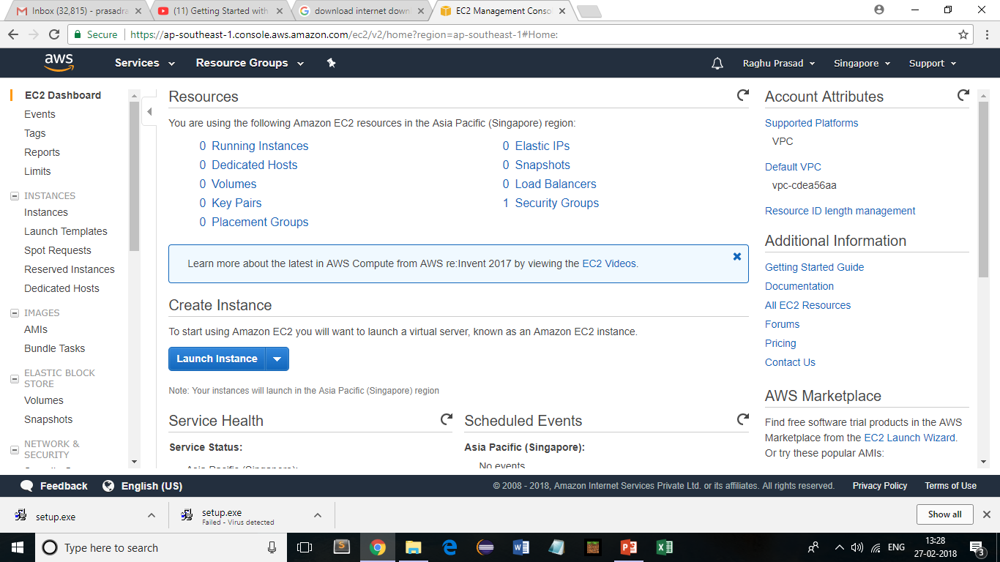 Inbox (32,815) - prasadra
(11) Getting Started with
download internet down
EC2 Management Conso
Secure
https://ap-southeast-1.console.aws.amazon.com/ec2/v2/home?region=ap-southeast-1#Home:
aws
Services
Resource Groups
Raghu Prasad
Singapore
Support
EC2 Dashboard
Events
Tags
Reports
Limits
INSTANCES
Instances
Launch Templates
Spot Requests
Reserved Instances
Dedicated Hosts
IMAGES
AMIs
Bundle Tasks
ELASTIC BLOCK
STORE
Volumes
Snapshots
NETWORK &
SECURITY
Resources
You are using the following Amazon EC2 resources in the Asia Pacific (Singapore) region:
0 Running Instances
0 Elastic IPs
0 Dedicated Hosts
0 Snapshots
0 Volumes
0 Load Balancers
0 Key Pairs
1 Security Groups
0 Placement Groups
Learn more about the latest in AWS Compute from AWS re:Invent 2017 by viewing the EC2 Videos.
Create Instance
To start using Amazon EC2 you will want to launch a virtual server, known as an Amazon EC2 instance.
Launch Instance
Note: Your instances will launch in the Asia Pacific (Singapore) region
Service Health
Service Status:
Asia Pacific (Singapore):
Scheduled Events
Asia Pacific (Singapore):
No events
Account Attributes
Supported Platforms
VPC
Default VPC
vpc-cdea56aa
Resource ID length management
Additional Information
Getting Started Guide
Documentation
All EC2 Resources
Forums
Pricing
Contact Us
AWS Marketplace
Find free software trial products in the AWS
Marketplace from the EC2 Launch Wizard.
Or try these popular AMIs:
Feedback
English (US)
© 2008 - 2018, Amazon Internet Services Private Ltd. or its affiliates. All rights reserved.
Privacy Policy
Terms of Use
setup.exe
setup.exe
Failed - Virus detected
Show all
Type here to search
ENG
13:28
27-02-2018
3